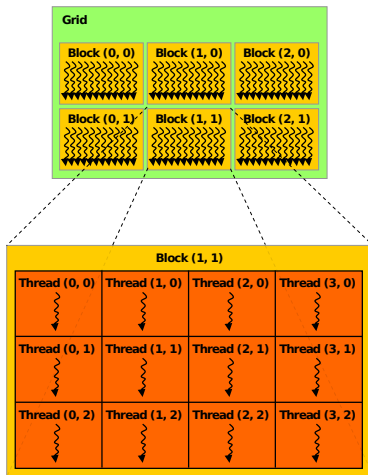 Grid
Block (0, 0) Block (1, 0) Block (2, 0)
Block (0, 1) Block (1, 1) Block (2, 1)
Block (1, 1)
Thread (0, 0) Thread (1, 0) Thread (2, 0) Thread (3, 0)
Thread (0, 1) Thread (1, 1) Thread (2, 1) Thread (3, 1)
Thread (0, 2) Thread (1, 2) Thread (2, 2) Thread (3, 2)